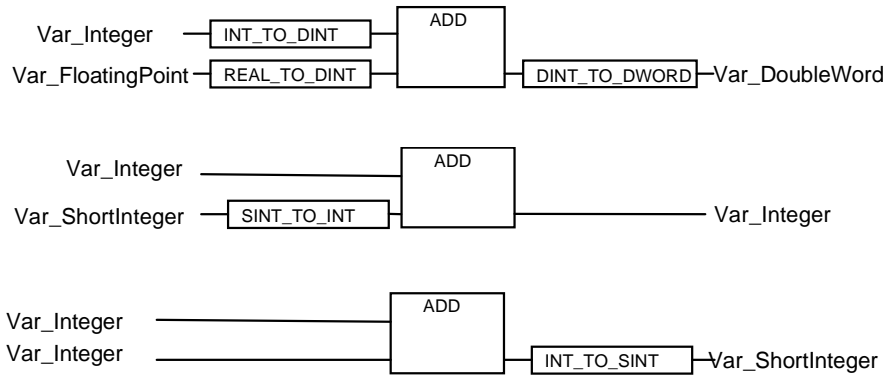 ADD
Var_Integer INT_TO_DINT
Var_FloatingPoint REAL_TO_DINT DINT_TO_DWORD Var_DoubleWord
ADD
Var_Integer
Var_ShortInteger SINT_TO_INT Var_Integer
ADD
Var_Integer
Var_Integer INT_TO_SINT Var_ShortInteger